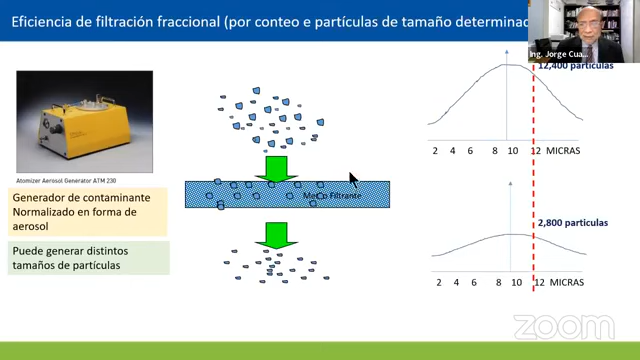 Eficiencia de filtración fraccional (por conteo e partículas de tamaño determina
Ing. Jorge Cua...
12,400 partículas
2 4 6 8 10 12 MICRAS
Atomizer Aerosol Generator ATM 230
Medio Filtrante
Generador de contaminante
Normalizado en forma de
aerosol
Puede generar distintos
tamaños de partículas
2,800 particulas
2 4 6 8 10 12 MICRAS
zoom